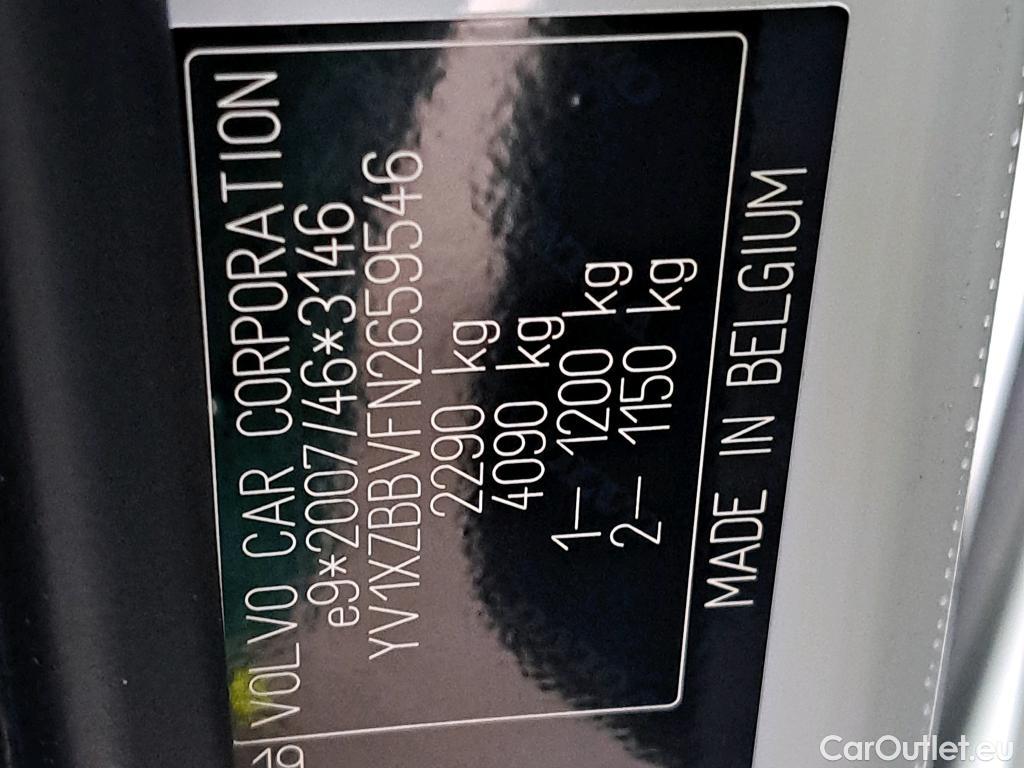 VOLVO CAR CORPORATION
e9*2007/46*3146
YV1XZBBVFN2659546
2290 kg
4090 kg
1— 1200 kg
2— 1150 kg
MADE IN BELGIUM
CarOutlet.eu